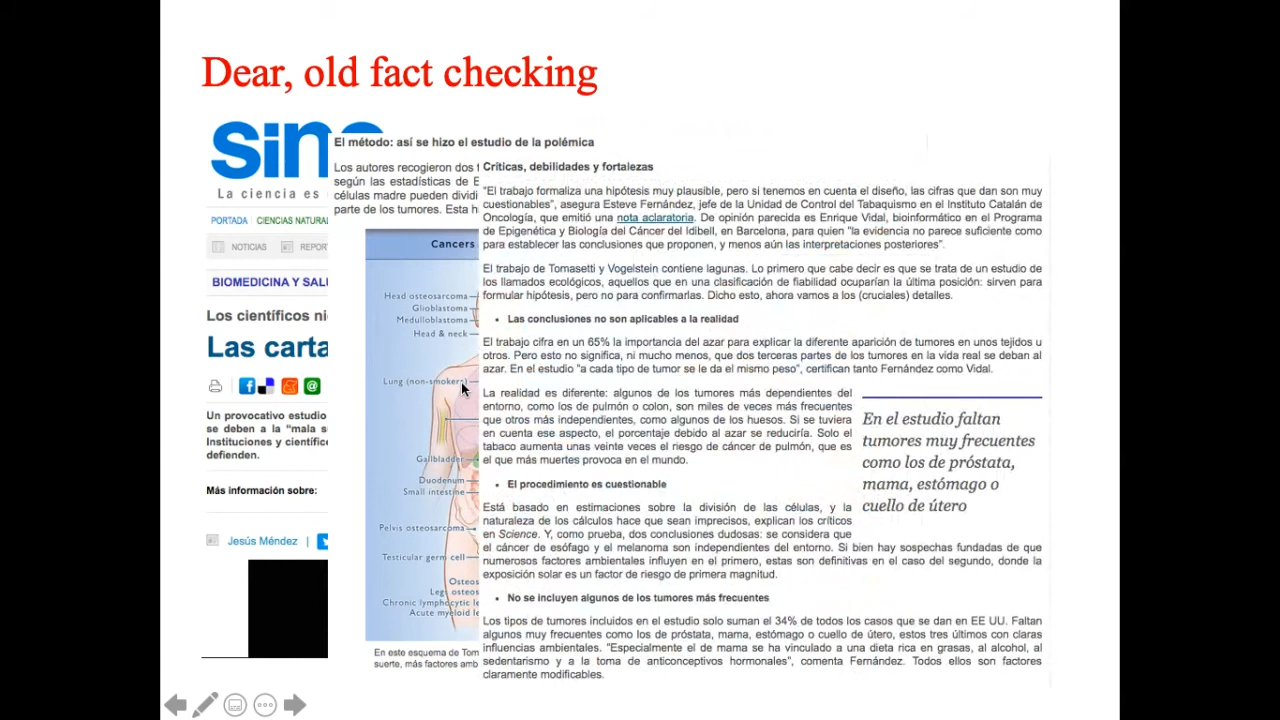 Dear, old fact checking
sinc
La ciencia es
PORTADA | CIENCIAS NATURA
NOTICIAS REPOR
BIOMEDICINA Y SALU
Los científicos ni
Las carta
Un provocativo estudio
se deben a la “mala s
Instituciones y científic
defienden.
Más información sobre:
Jesús Méndez |
El método: así se hizo el estudio de la polémica
Los autores recogieron dos t
según las estadísticas de E
células madre pueden dividi
parte de los tumores. Esta h
Cancers
Head osteosarcoma
Glioblastoma
Medulloblastoma
Head & neck
Lung (non-smokers)
Gallbladder
Duodenum
Small intestine
Pelvis osteosarcoma
Testicular germ cell
Osteos
Leg osteos
Chronic lymphocytic le
Acute myeloid le
En este esquema de Tom
suerte, más factores amb
Críticas, debilidades y fortalezas
"El trabajo formaliza una hipótesis muy plausible, pero si tenemos en cuenta el diseño, las cifras que dan son muy
cuestionables”, asegura Esteve Fernández, jefe de la Unidad de Control del Tabaquismo en el Instituto Catalán de
Oncología, que emitió una nota aclaratoria. De opinión parecida es Enrique Vidal, bioinformático en el Programa
de Epigenética y Biología del Cáncer del Idibell, en Barcelona, para quien "la evidencia no parece suficiente como
para establecer las conclusiones que proponen, y menos aún las interpretaciones posteriores”.
El trabajo de Tomasetti y Vogelstein contiene lagunas. Lo primero que cabe decir es que se trata de un estudio de
los llamados ecológicos, aquellos que en una clasificación de fiabilidad ocuparían la última posición: sirven para
formular hipótesis, pero no para confirmarlas. Dicho esto, ahora vamos a los (cruciales) detalles.
• Las conclusiones no son aplicables a la realidad
El trabajo cifra en un 65% la importancia del azar para explicar la diferente aparición de tumores en unos tejidos u
otros. Pero esto no significa, ni mucho menos, que dos terceras partes de los tumores en la vida real se deban al
azar. En el estudio "a cada tipo de tumor se le da el mismo peso”, certifican tanto Fernández como Vidal.
La realidad es diferente: algunos de los tumores más dependientes del
entorno, como los de pulmón o colon, son miles de veces más frecuentes
que otros más independientes, como algunos de los huesos. Si se tuviera
en cuenta ese aspecto, el porcentaje debido al azar se reduciría. Solo el
tabaco aumenta unas veinte veces el riesgo de cáncer de pulmón, que es
el que más muertes provoca en el mundo.
En el estudio faltan
tumores muy frecuentes
como los de próstata,
mama, estómago o
cuello de útero
• El procedimiento es cuestionable
Está basado en estimaciones sobre la división de las células, y la
naturaleza de los cálculos hace que sean imprecisos, explican los críticos
en Science. Y, como prueba, dos conclusiones dudosas: se considera que
el cáncer de esófago y el melanoma son independientes del entorno. Si bien hay sospechas fundadas de que
numerosos factores ambientales influyen en el primero, estas son definitivas en el caso del segundo, donde la
exposición solar es un factor de riesgo de primera magnitud.
• No se incluyen algunos de los tumores más frecuentes
Los tipos de tumores incluidos en el estudio solo suman el 34% de todos los casos que se dan en EE UU. Faltan
algunos muy frecuentes como los de próstata, mama, estómago o cuello de útero, estos tres últimos con claras
influencias ambientales. "Especialmente el de mama se ha vinculado a una dieta rica en grasas, al alcohol, al
sedentarismo y a la toma de anticonceptivos hormonales", comenta Fernández. Todos ellos son factores
claramente modificables.